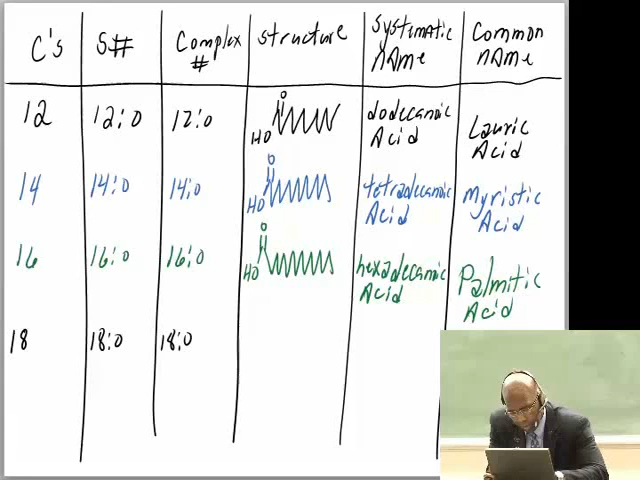 C's S# Complex # structure Systematic NAme Common NAme
12 12:0 12:0 O HO dodecanoic Acid Lauric Acid
14 14:0 14:0 O HO tetradecanoic Acid Myristic Acid
16 16:0 16:0 O HO hexadecanoic Acid Palmitic Acid
18 18:0 18:0